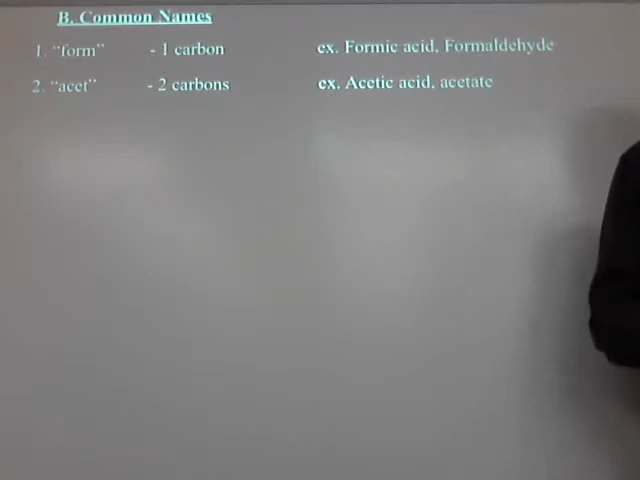 B. Common Names
1. "form" - 1 carbon ex. Formic acid, Formaldehyde
2. "acet" - 2 carbons ex. Acetic acid, acetate